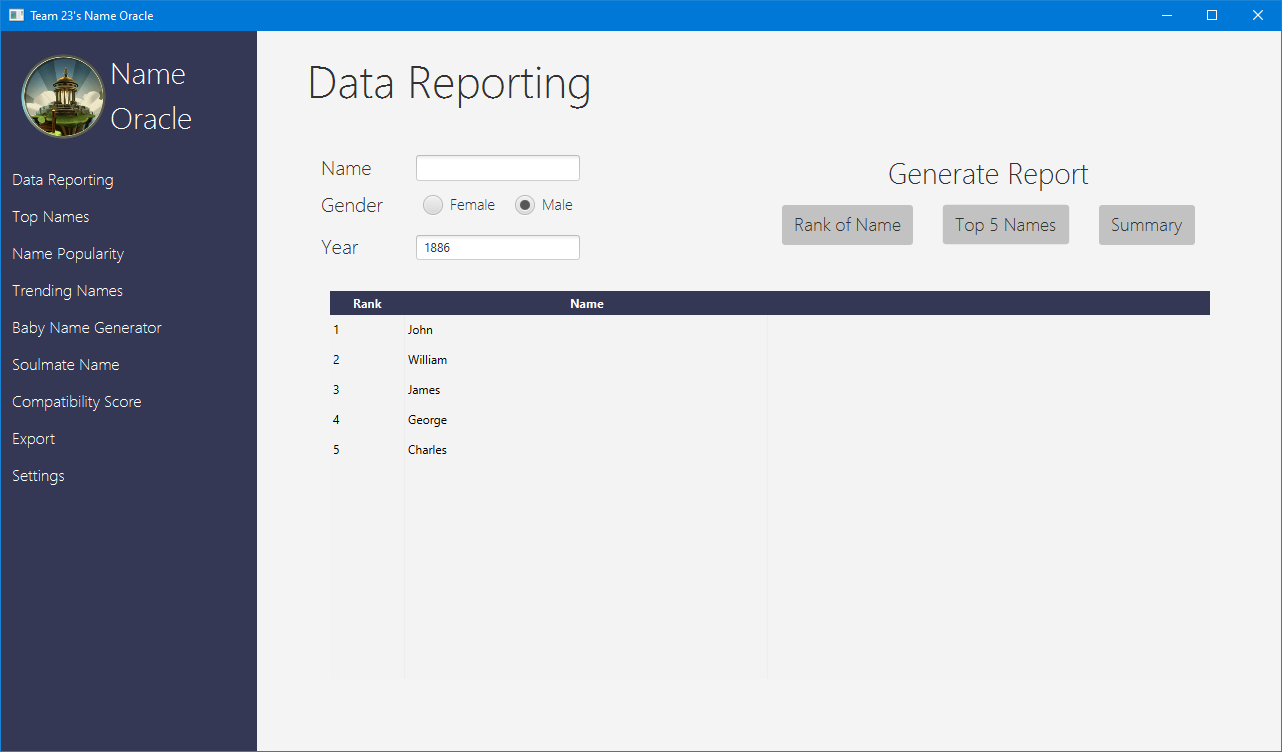 Team 23's Name Oracle
Name
Oracle
Data Reporting
Top Names
Name Popularity
Trending Names
Baby Name Generator
Soulmate Name
Compatibility Score
Export
Settings
Data Reporting
Name
Gender Female Male
Year 1886
Generate Report
Rank of Name Top 5 Names Summary
Rank Name
1 John
2 William
3 James
4 George
5 Charles